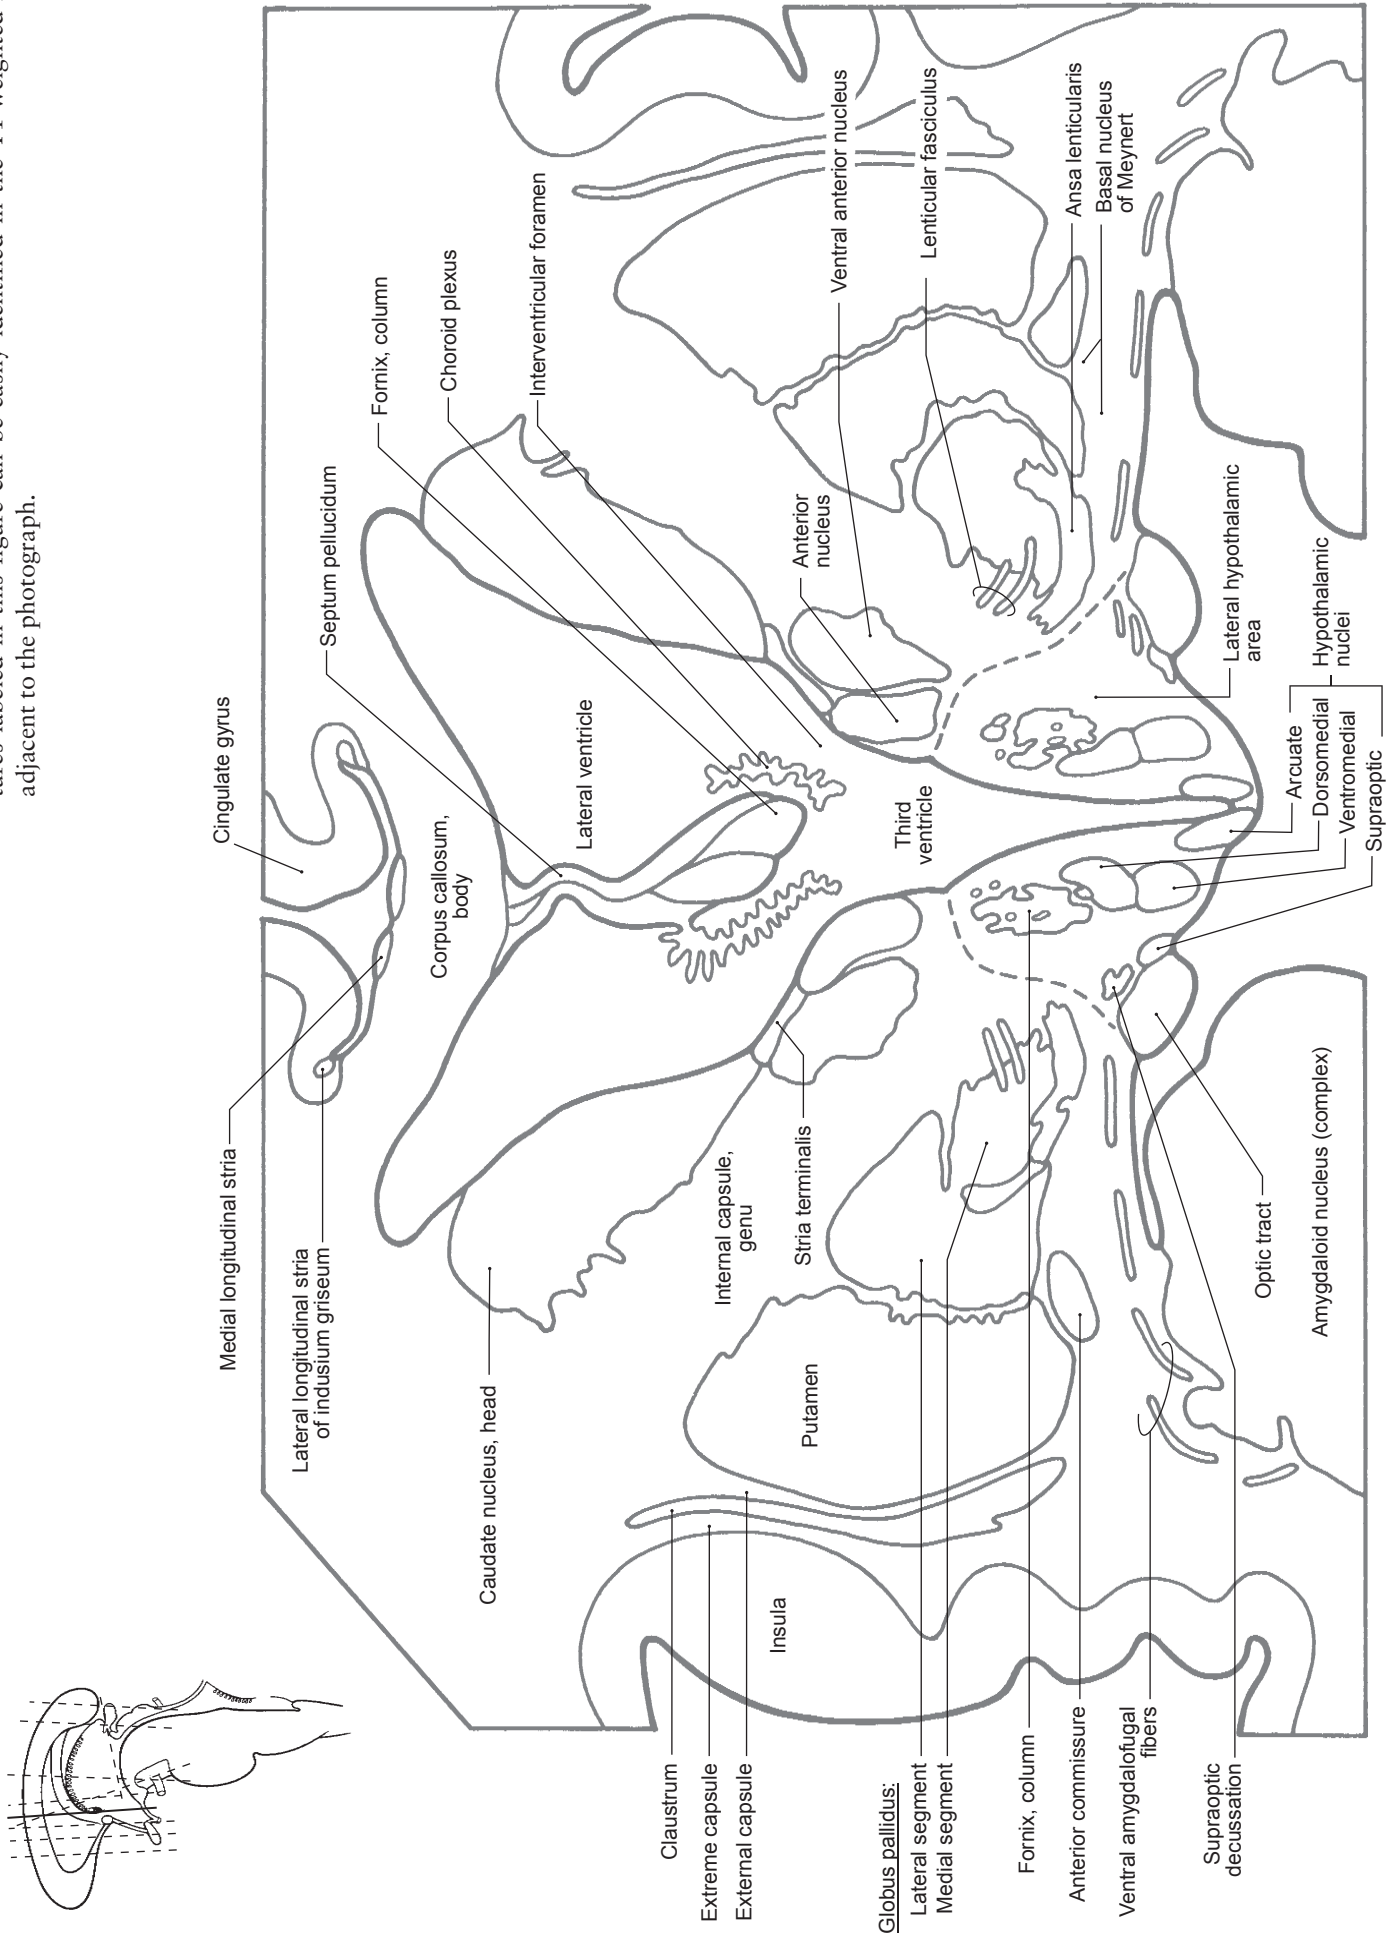 adjacent to the photograph.
Cingulate gyrus
Medial longitudinal stria
Lateral longitudinal stria
of indusium griseum
Septum pellucidum
Fornix, column
Choroid plexus
Interventricular foramen
Corpus callosum,
body
Caudate nucleus, head
Lateral ventricle
Internal capsule,
genu
Stria terminalis
Anterior
nucleus
Ventral anterior nucleus
Lenticular fasciculus
Third
ventricle
Putamen
Insula
Claustrum
Extreme capsule
External capsule
Globus pallidus:
Lateral segment
Medial segment
Fornix, column
Anterior commissure
Ventral amygdalofugal
fibers
Supraoptic
decussation
Optic tract
Amygdaloid nucleus (complex)
Ansa lenticularis
Basal nucleus
of Meynert
Lateral hypothalamic
area
Hypothalamic
nuclei
Arcuate
Dorsomedial
Ventromedial
Supraoptic